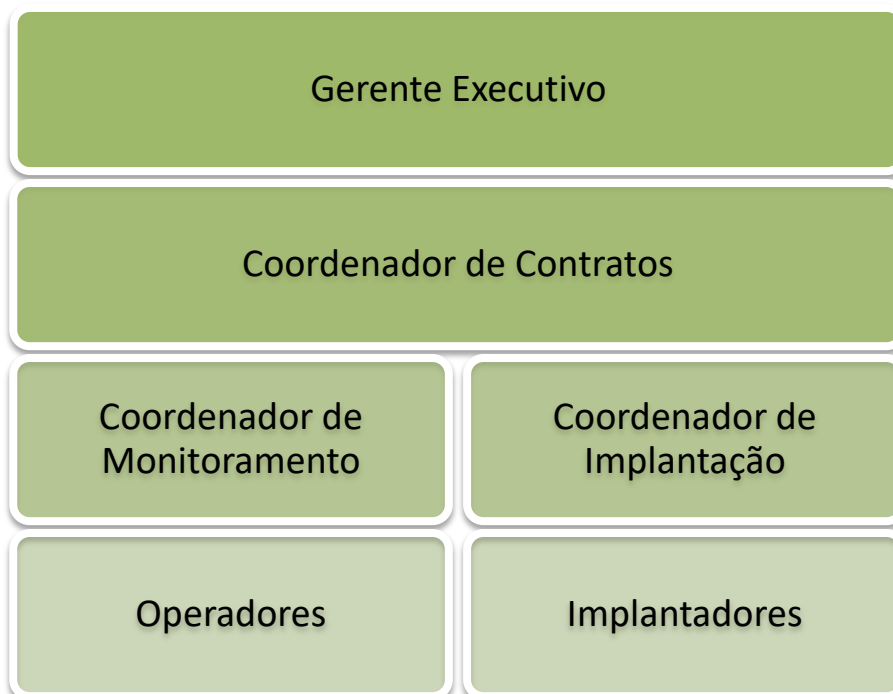 Gerente Executivo
Coordenador de Contratos
Coordenador de
Monitoramento
Coordenador de
Implantação
Operadores
Implantadores